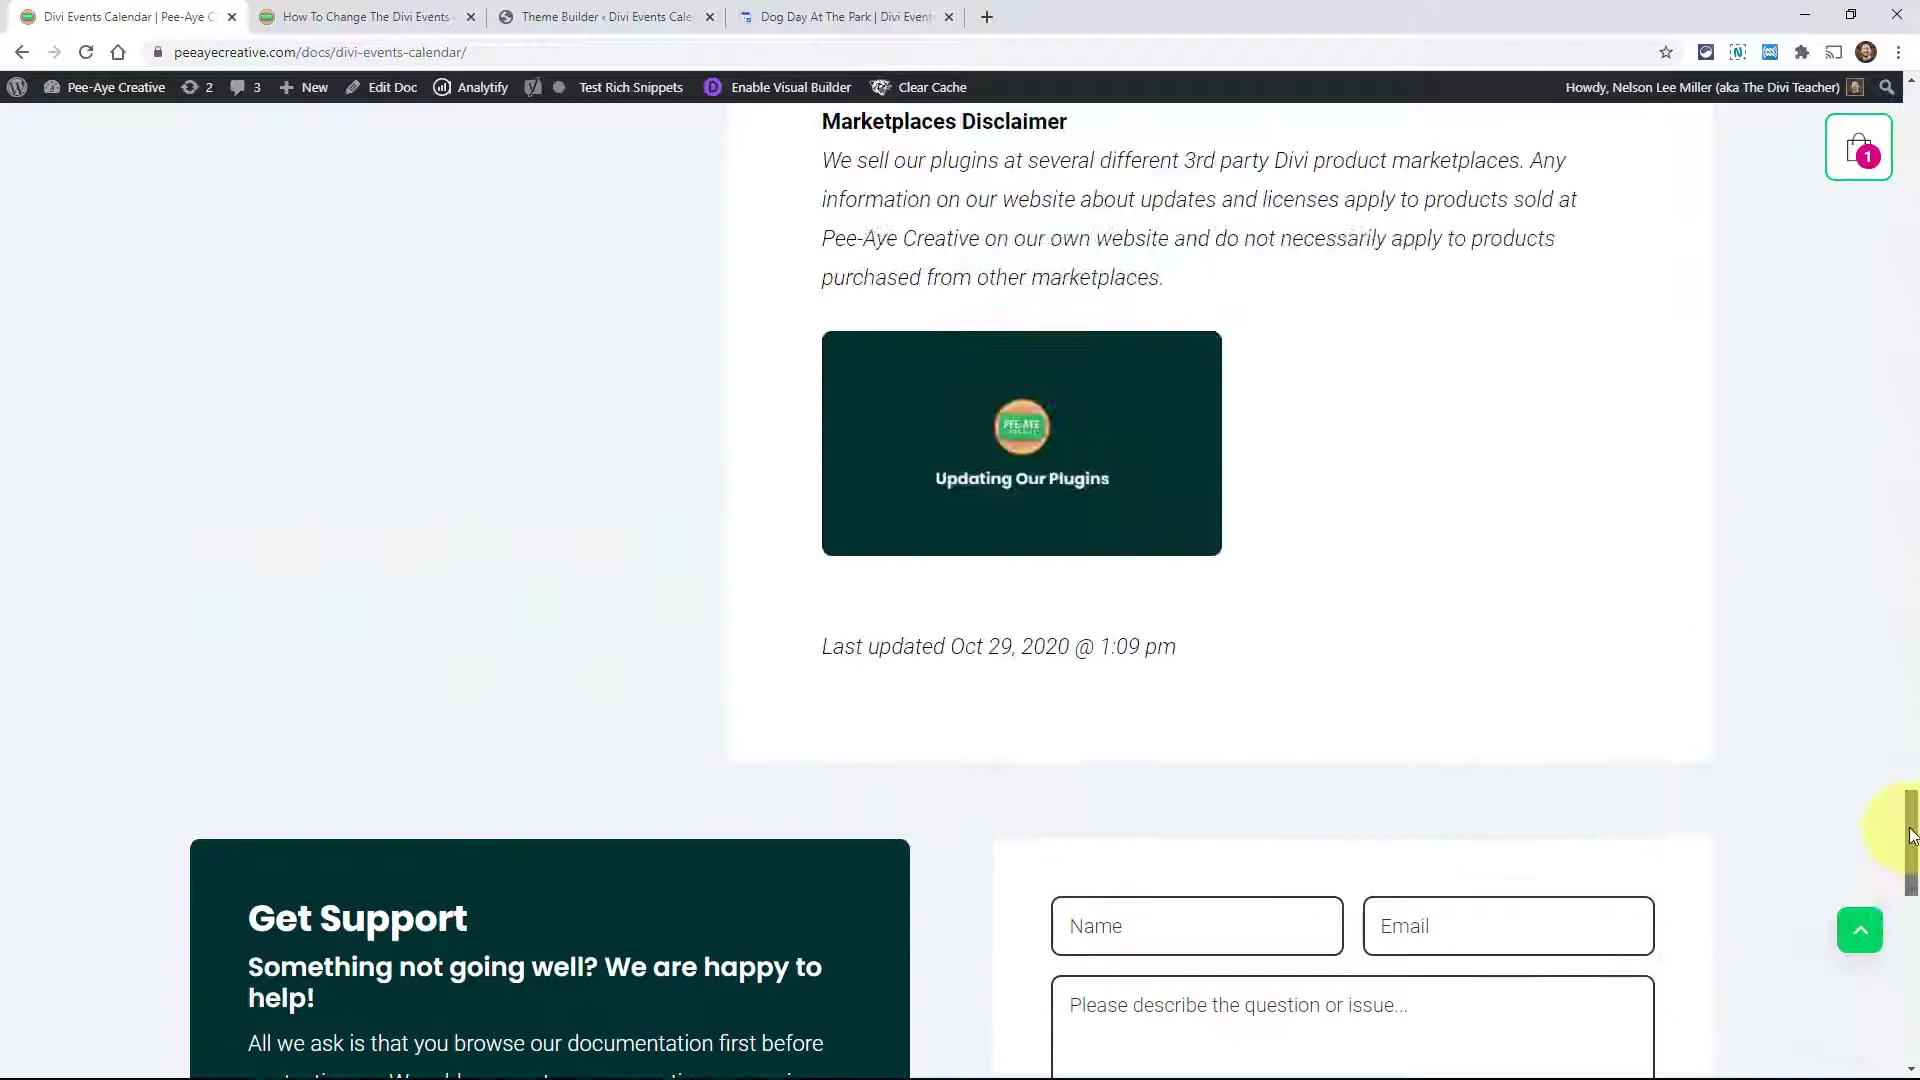 Divi Events Calendar | Pee-Aye C
How To Change The Divi Events
Theme Builder ‹ Divi Events Cale
Dog Day At The Park | Divi Event
peeayecreative.com/docs/divi-events-calendar/
Pee-Aye Creative
2
3
New
Edit Doc
Analytify
Test Rich Snippets
Enable Visual Builder
Clear Cache
Howdy, Nelson Lee Miller (aka The Divi Teacher)
1
Marketplaces Disclaimer
We sell our plugins at several different 3rd party Divi product marketplaces. Any
information on our website about updates and licenses apply to products sold at
Pee-Aye Creative on our own website and do not necessarily apply to products
purchased from other marketplaces.
PEE-AYE
Updating Our Plugins
Last updated Oct 29, 2020 @ 1:09 pm
Get Support
Something not going well? We are happy to
help!
All we ask is that you browse our documentation first before
Name
Email
Please describe the question or issue...